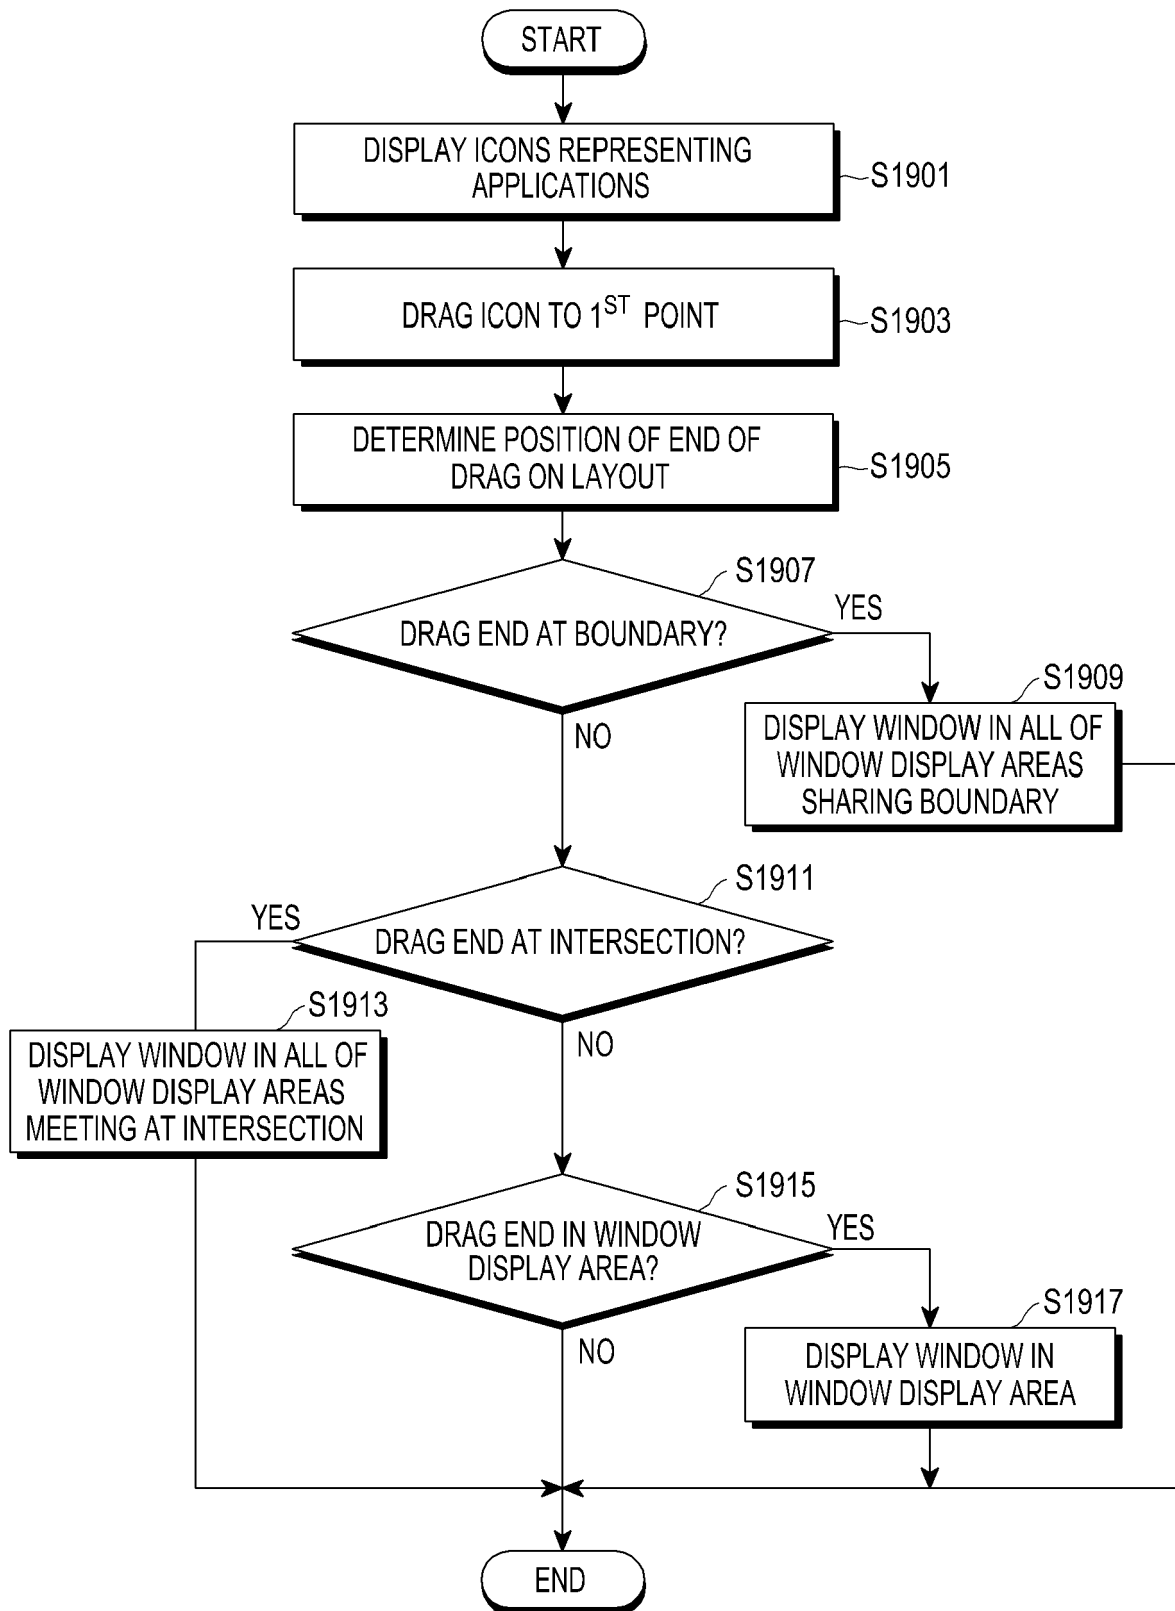 START
DISPLAY ICONS REPRESENTING
APPLICATIONS
S1901
DRAG ICON TO 1ST POINT
S1903
DETERMINE POSITION OF END OF
DRAG ON LAYOUT
S1905
S1907
DRAG END AT BOUNDARY?
YES
NO
S1909
DISPLAY WINDOW IN ALL OF
WINDOW DISPLAY AREAS
SHARING BOUNDARY
S1911
DRAG END AT INTERSECTION?
YES
NO
S1913
DISPLAY WINDOW IN ALL OF
WINDOW DISPLAY AREAS
MEETING AT INTERSECTION
S1915
DRAG END IN WINDOW
DISPLAY AREA?
YES
NO
S1917
DISPLAY WINDOW IN
WINDOW DISPLAY AREA
END